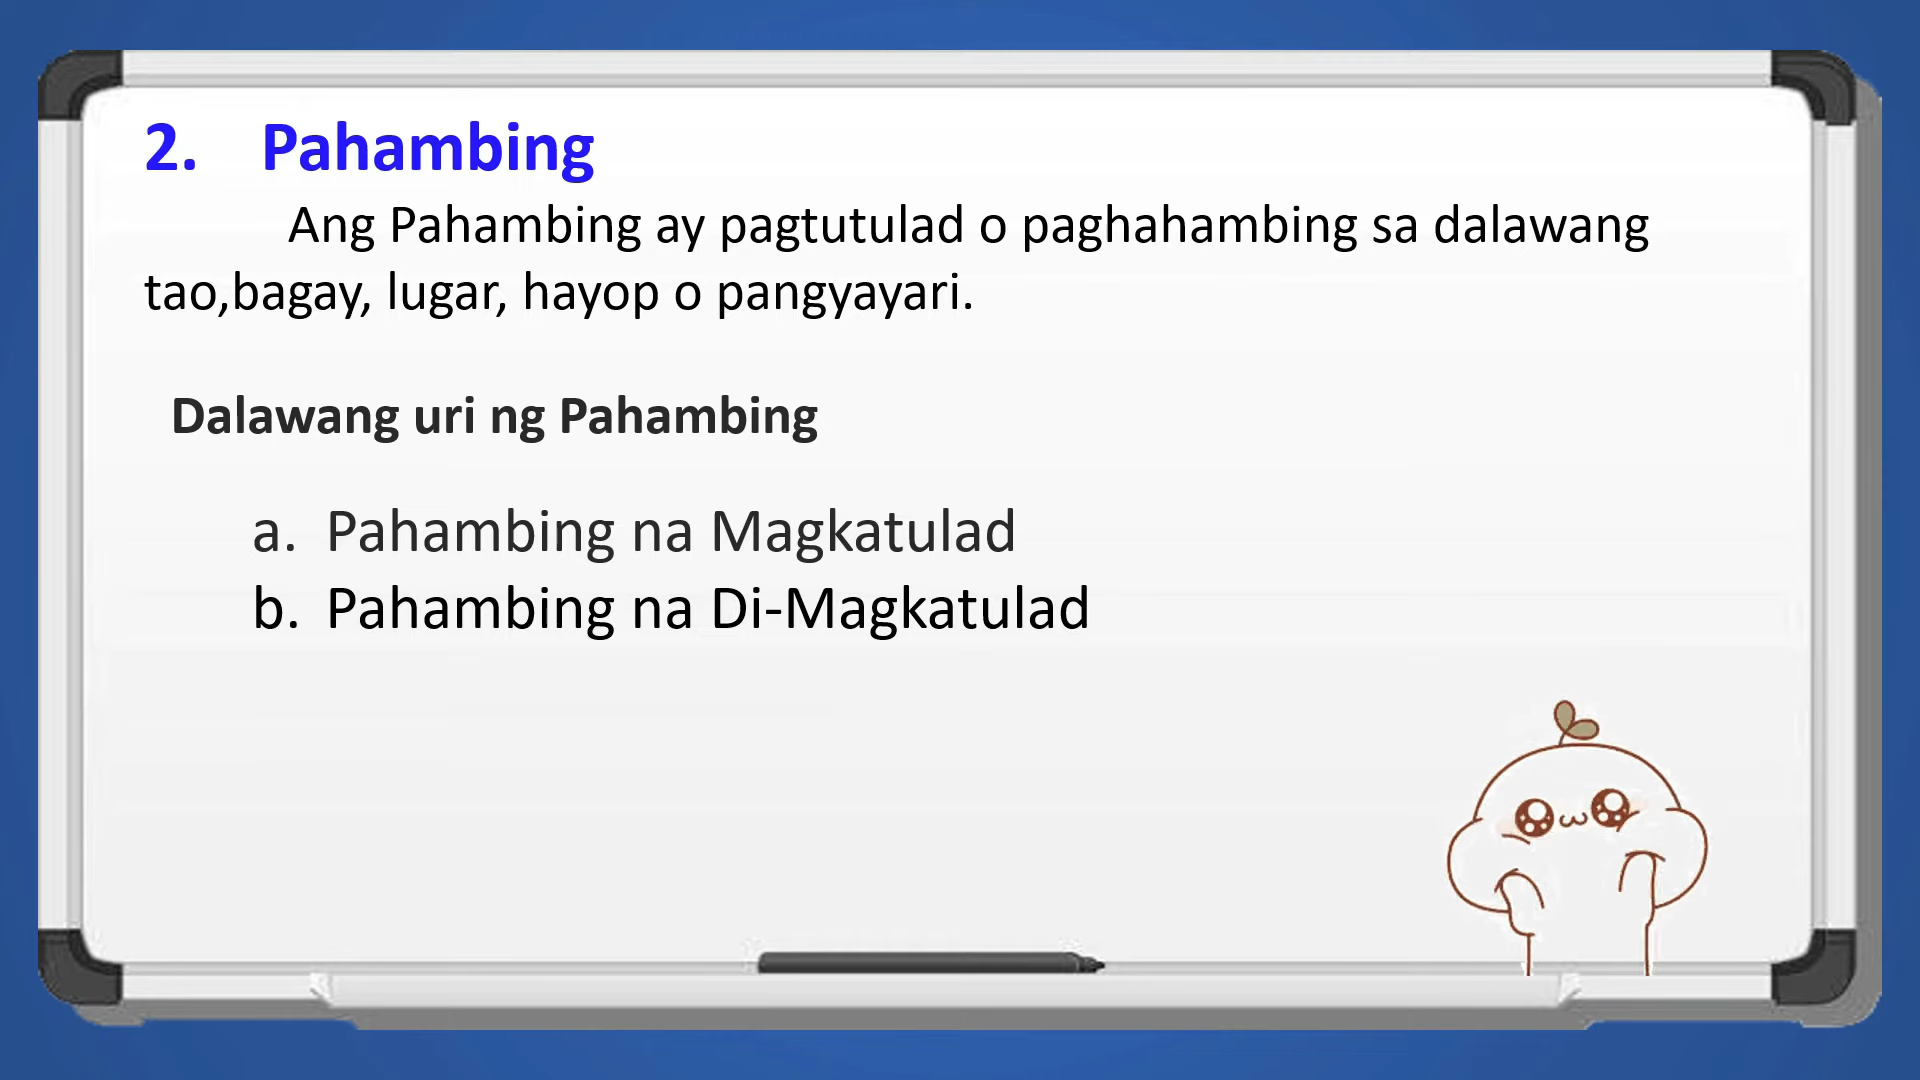 2. Pahambing
Ang Pahambing ay pagtutulad o paghahambing sa dalawang
tao,bagay, lugar, hayop o pangyayari.
Dalawang uri ng Pahambing
a. Pahambing na Magkatulad
b. Pahambing na Di-Magkatulad